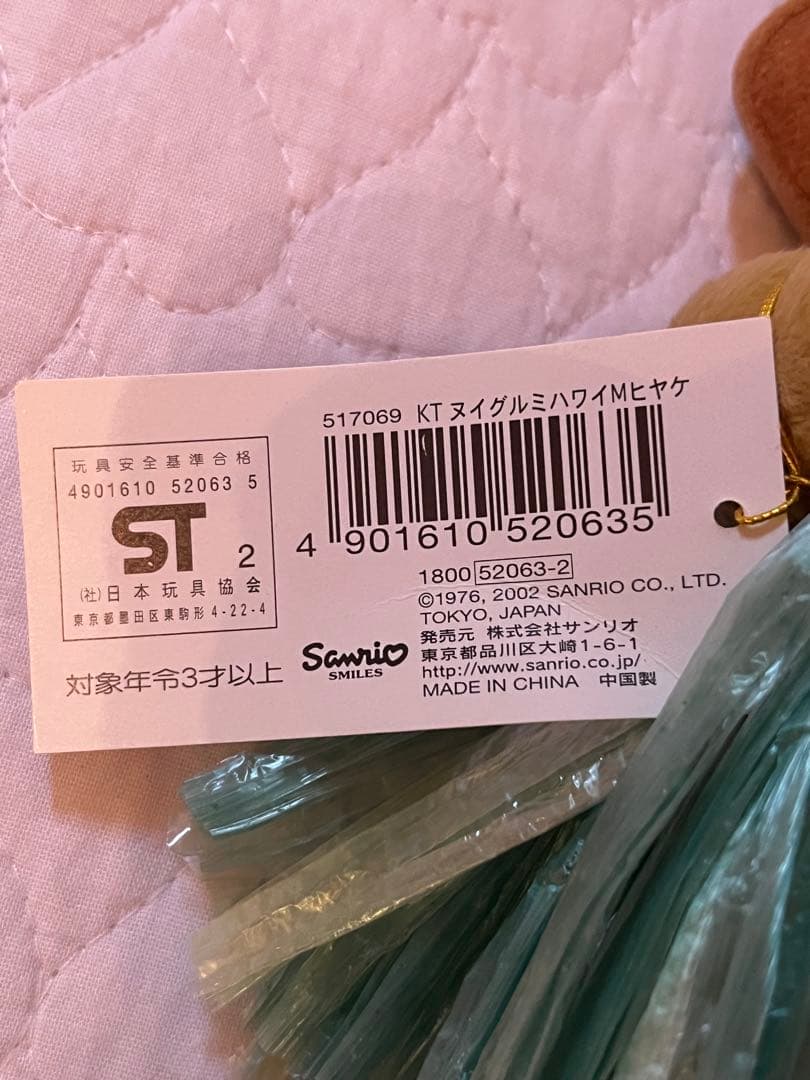 玩具安全基準合格
4901610 52063 5
ST 2
(社)日本玩具協会
東京都墨田区東駒形4-22-4
対象年令3才以上
517069 KT ヌイグルミハワイMヒヤケ
4 901610 520635
1800 52063-2
©1976, 2002 SANRIO CO., LTD.
TOKYO, JAPAN
発売元 株式会社サンリオ
東京都品川区大崎1-6-1
http://www.sanrio.co.jp/
MADE IN CHINA 中国製
Sanrio
SMILES